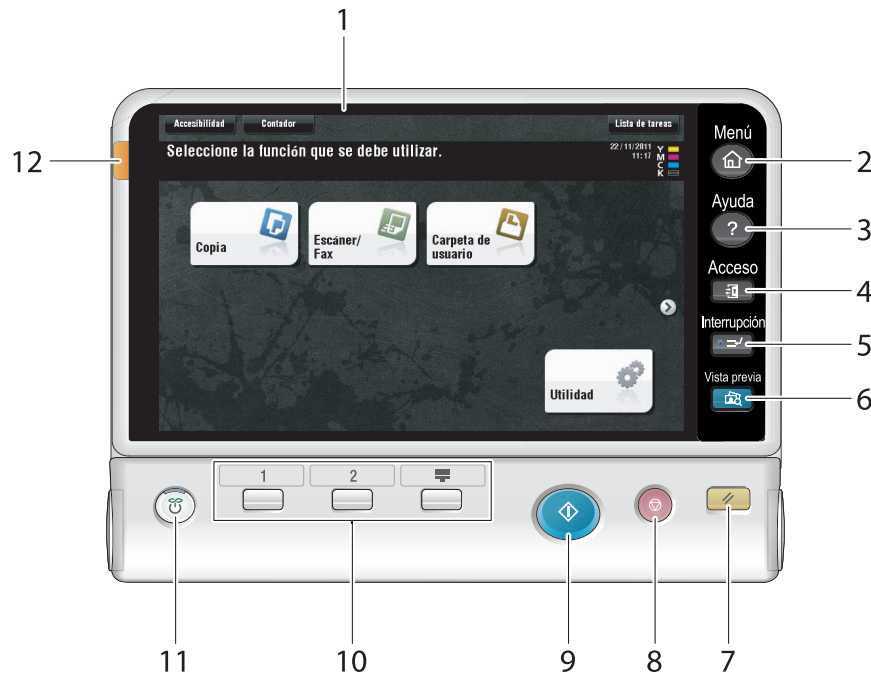 1
Accesibilidad Contador Lista de tareas
Seleccione la función que se debe utilizar.
22/11/2011
11:17
Y
M
C
K
Menú
2
12
Ayuda
?
3
Copia
Escáner/
Fax
Carpeta de
usuario
Acceso
4
Interrupción
5
Vista previa
6
Utilidad
1 2
11
10
9
8
7